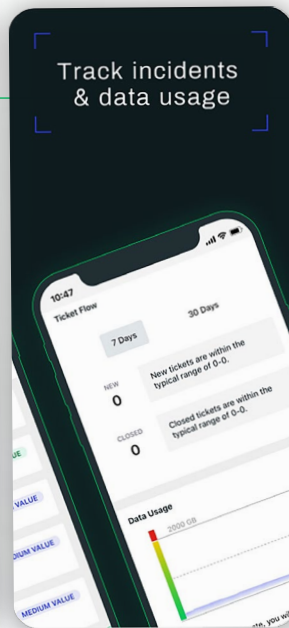 Track incidents
& data usage
10:47
Ticket Flow
7 Days
30 Days
NEW
0
New tickets are within the
typical range of 0-0.
CLOSED
0
Closed tickets are within the
typical range of 0-0.
Data Usage
2000 GB
VALUE
MEDIUM VALUE